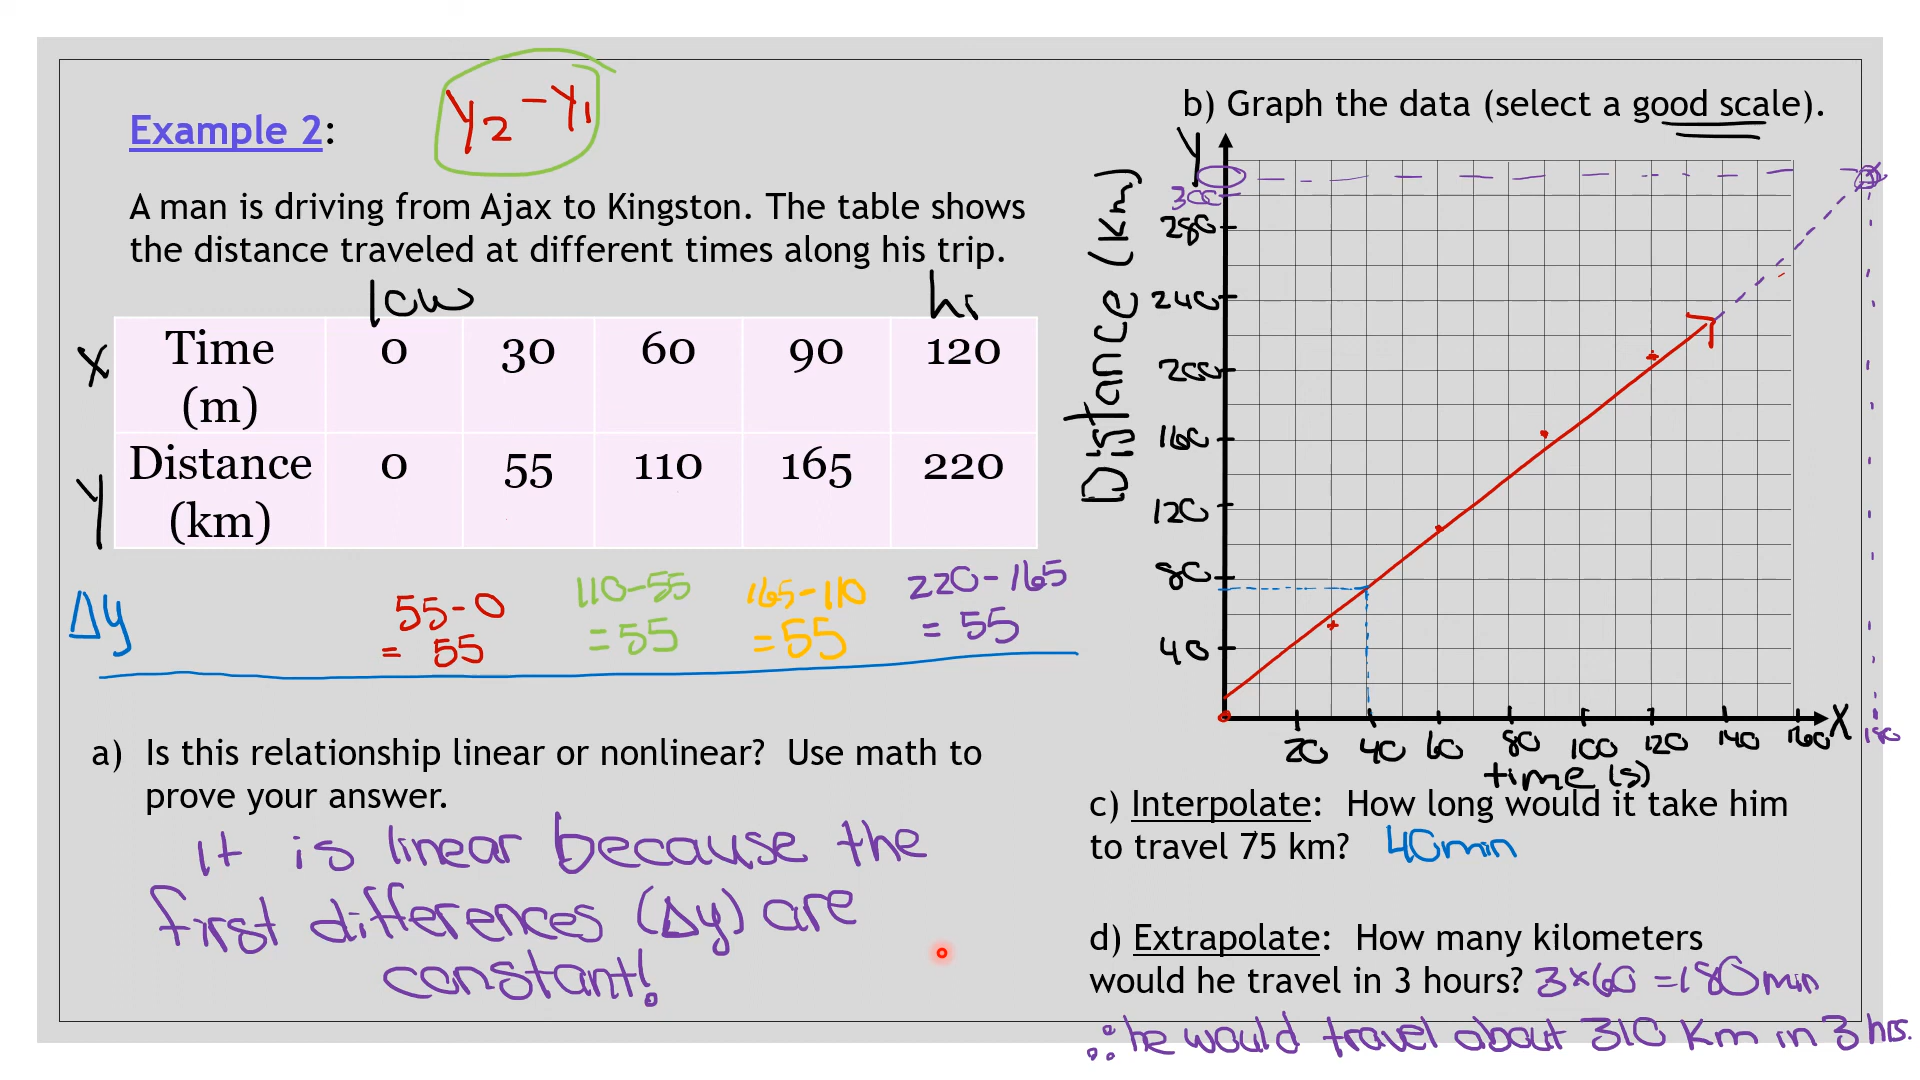 Example 2:
y2 - y1
A man is driving from Ajax to Kingston. The table shows
the distance traveled at different times along his trip.
low hi
x Time (m) 0 30 60 90 120
y Distance (km) 0 55 110 165 220
Δy
55-0
= 55
110-55
=55
165-110
=55
220-165
= 55
a) Is this relationship linear or nonlinear? Use math to
prove your answer.
it is linear because the
first differences (Δy) are
constant!
b) Graph the data (select a good scale).
Y
Distance (km)
300
280
240
200
160
120
80
40
20 40 60 80 100 120 140 160 180
X
time (s)
c) Interpolate: How long would it take him
to travel 75 km? 40min
d) Extrapolate: How many kilometers
would he travel in 3 hours? 3×60 =180min
∴ he would travel about 310 Km in 3 hrs.